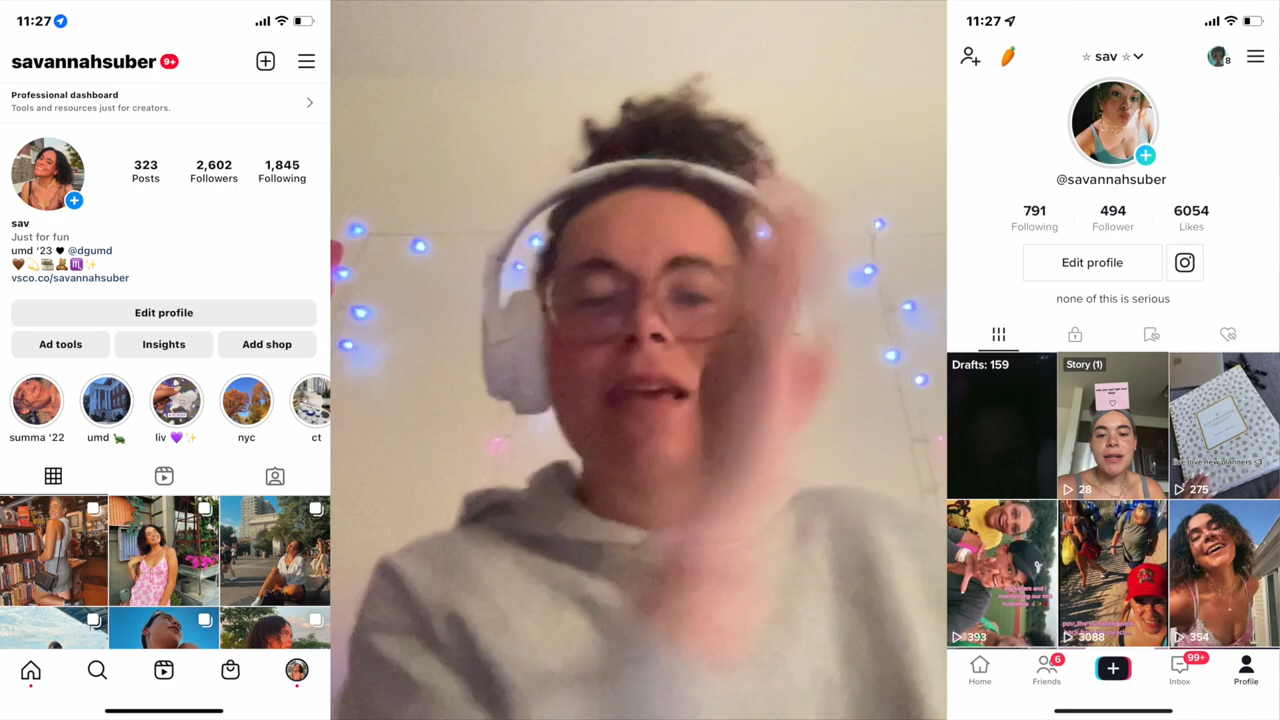 11:27
savannahsuber 9+
Professional dashboard
Tools and resources just for creators.
323
Posts
2,602
Followers
1,845
Following
sav
Just for fun
umd ‘23 🖤 @dgumd
vsco.co/savannahsuber
Edit profile
Ad tools
Insights
Add shop
summa ‘22
umd 🐢
liv 💜✨
nyc
ct
11:27
☆ sav ☆
8
@savannahsuber
791
Following
494
Follower
6054
Likes
Edit profile
none of this is serious
Drafts: 159
Story (1)
28
love new planners <3
275
393
3088
354
Home
Friends
6
Inbox
99+
Profile